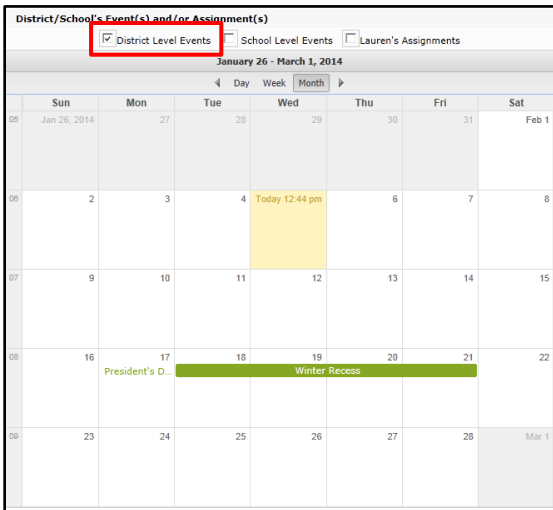 District/School's Event(s) and/or Assignment(s)
District Level Events School Level Events Lauren's Assignments
January 26 - March 1, 2014
Day Week Month
Sun Mon Tue Wed Thu Fri Sat
05 Jan 26, 2014 27 28 29 30 31 Feb 1
06 2 3 4 Today 12:44 pm 6 7 8
07 9 10 11 12 13 14 15
08 16 17 18 19 20 21 22
President's D... Winter Recess
09 23 24 25 26 27 28 Mar 1